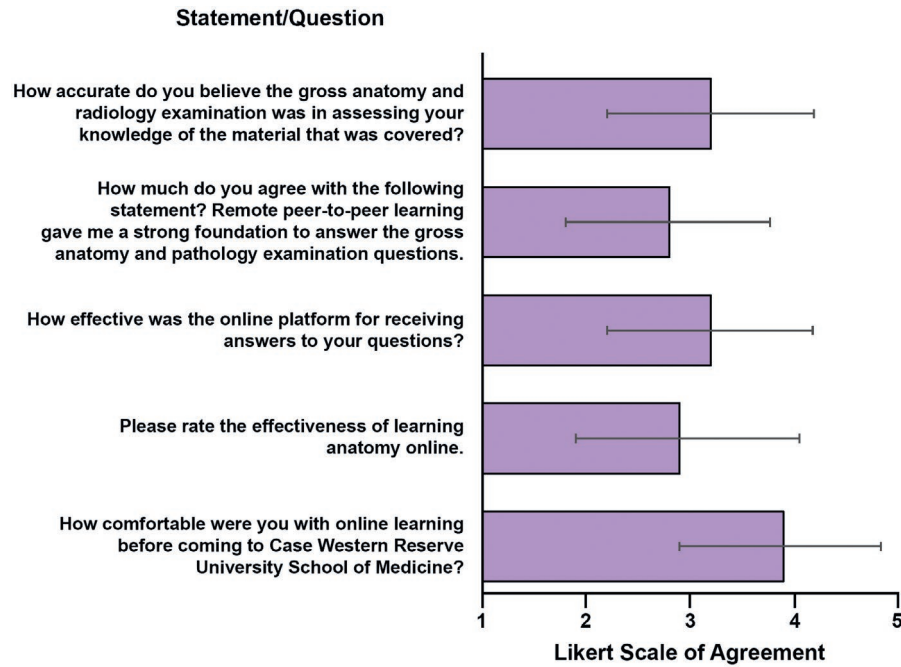 Statement/Question
How accurate do you believe the gross anatomy and
radiology examination was in assessing your
knowledge of the material that was covered?
How much do you agree with the following
statement? Remote peer-to-peer learning
gave me a strong foundation to answer the gross
anatomy and pathology examination questions.
How effective was the online platform for receiving
answers to your questions?
Please rate the effectiveness of learning
anatomy online.
How comfortable were you with online learning
before coming to Case Western Reserve
University School of Medicine?
1 2 3 4 5
Likert Scale of Agreement